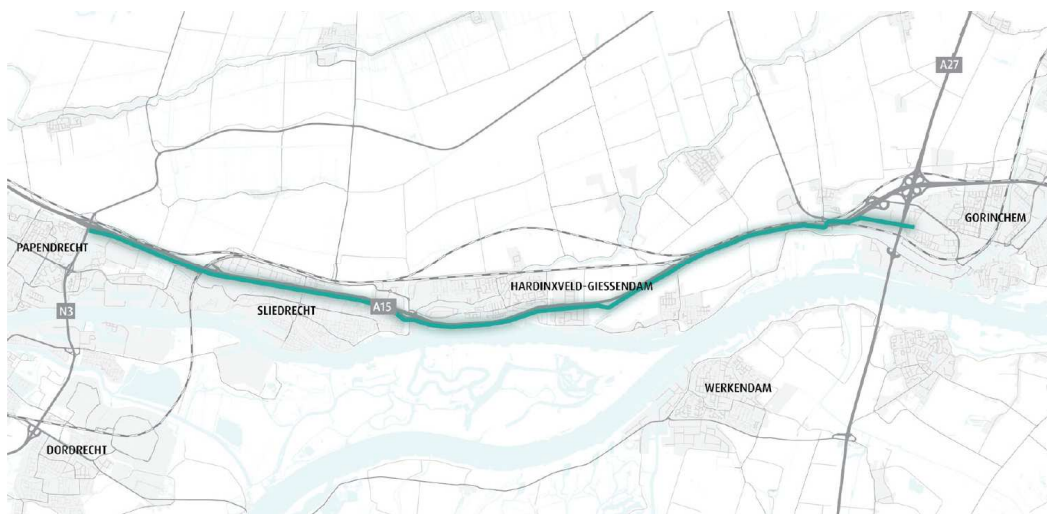 A27
GORINCHEM
PAPENDRECHT
HARDINXVELD-GIESSENDAM
N3
SLIEDRECHT
A15
WERKENDAM
DORDRECHT